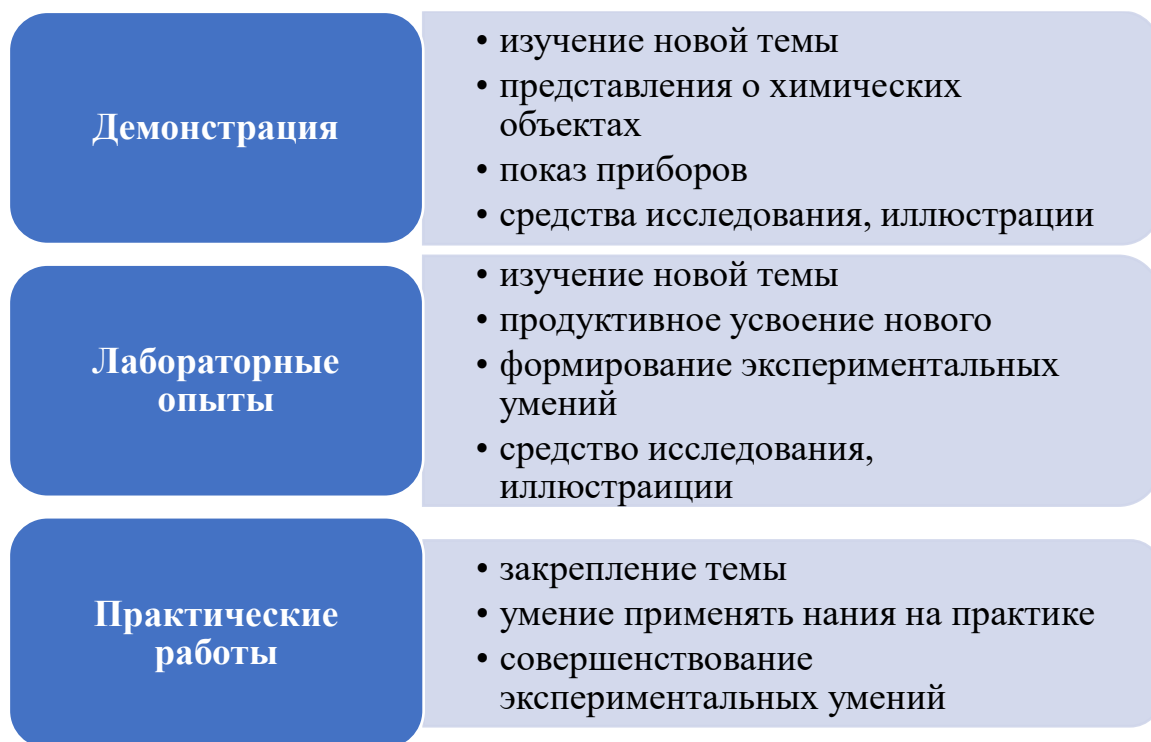 Демонстрация
• изучение новой темы
• представления о химических
объектах
• показ приборов
• средства исследования, иллюстрации
Лабораторные
опыты
• изучение новой темы
• продуктивное усвоение нового
• формирование экспериментальных
умений
• средство исследования,
иллюстраиции
Практические
работы
• закрепление темы
• умение применять нания на практике
• совершенствование
экспериментальных умений